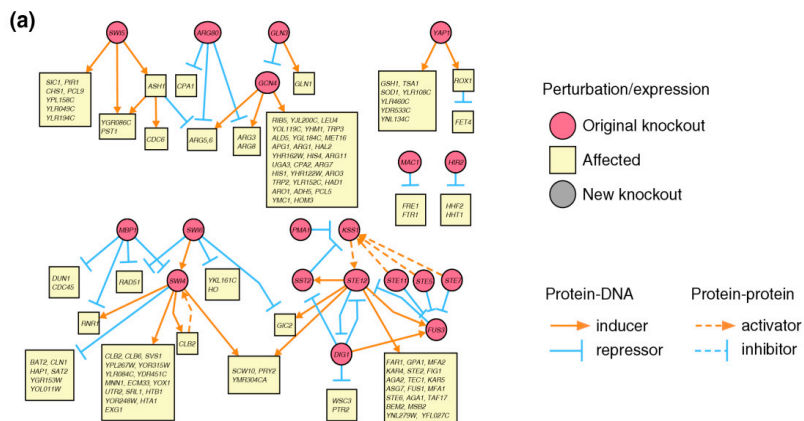 (a)
SWI5
ARG80
GLN3
YAP1
GCN4
SIC1, PIR1
CHS1, PCL9
YPL158C
YLR049C
YLR194C
ASH1
CPA1
GLN1
GSH1, TSA1
SOD1, YLR108C
YLR460C
YDR533C
YNL134C
ROX1
FET4
YGR086C
PST1
CDC6
ARG5,6
ARG3
ARG8
RIB5, YJL200C, LEU4
YOL119C, YHM1, TRP3
ALD5, YGL184C, MET16
APG1, ARG1, HAL2
YHR162W, HIS4, ARG11
UGA3, CPA2, ARG7
HIS1, YHR122W, ARO3
TRP2, YLR152C, HAD1
ARO1, ADH5, PCL5
YMC1, HOM3
MAC1
HIR2
FRE1
FTR1
HHF2
HHT1
Perturbation/expression
Original knockout
Affected
New knockout
MBP1
SWI6
PMA1
KSS1
DUN1
CDC45
RAD51
SWI4
YKL161C
HO
SST2
STE12
STE11
STE5
STE7
RNR1
CLB2
GIC2
FUS3
DIG1
BAT2, CLN1
HAP1, SAT2
YGR153W
YOL011W
CLB2, CLB6, SVS1
YPL267W, YOR315W
YLR084C, YDR451C
MNN1, ECM33, YOX1
UTR2, SRL1, HTB1
YOR248W, HTA1
EXG1
SCW10, PRY2
YMR304CA
WSC3
PTR2
FAR1, GPA1, MFA2
KAR4, STE2, FIG1
AGA2, TEC1, KAR5
ASG7, FUS1, MFA1
STE6, AGA1, TAF17
BEM2, MSB2
YNL279W, YFL027C
Protein-DNA
inducer
repressor
Protein-protein
activator
inhibitor